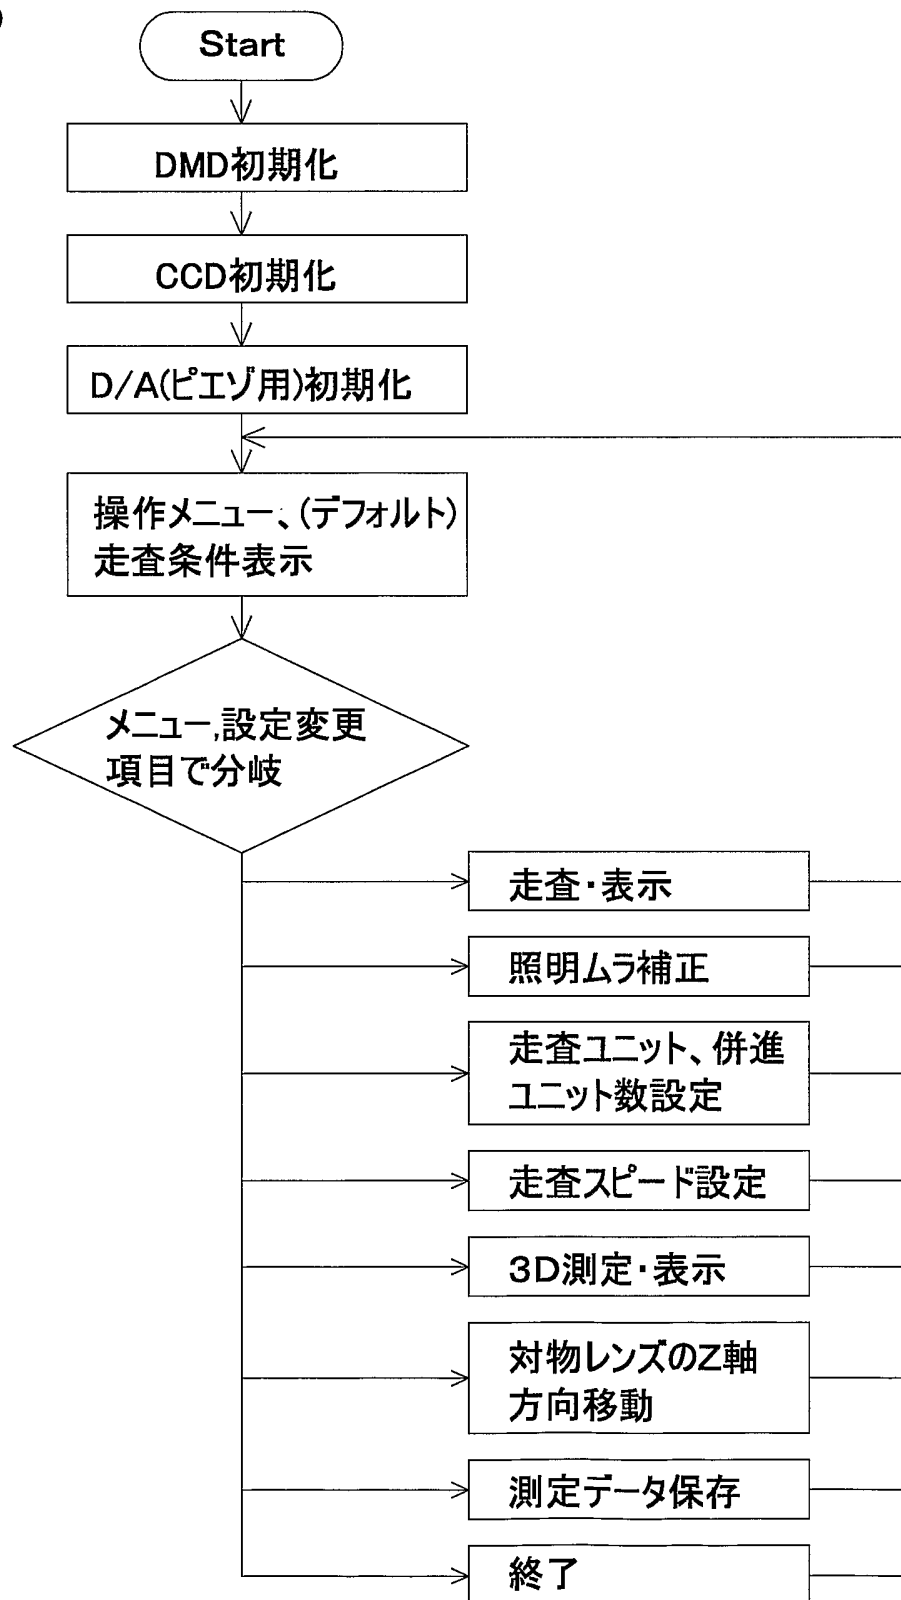 )
Start
DMD初期化
CCD初期化
D/A(ピエゾ用)初期化
操作メニュー、(デフォルト)
走査条件表示
メニュー,設定変更
項目で分岐
走査・表示
照明ムラ補正
走査ユニット、併進
ユニット数設定
走査スピード設定
3D測定・表示
対物レンズのZ軸
方向移動
測定データ保存
終了